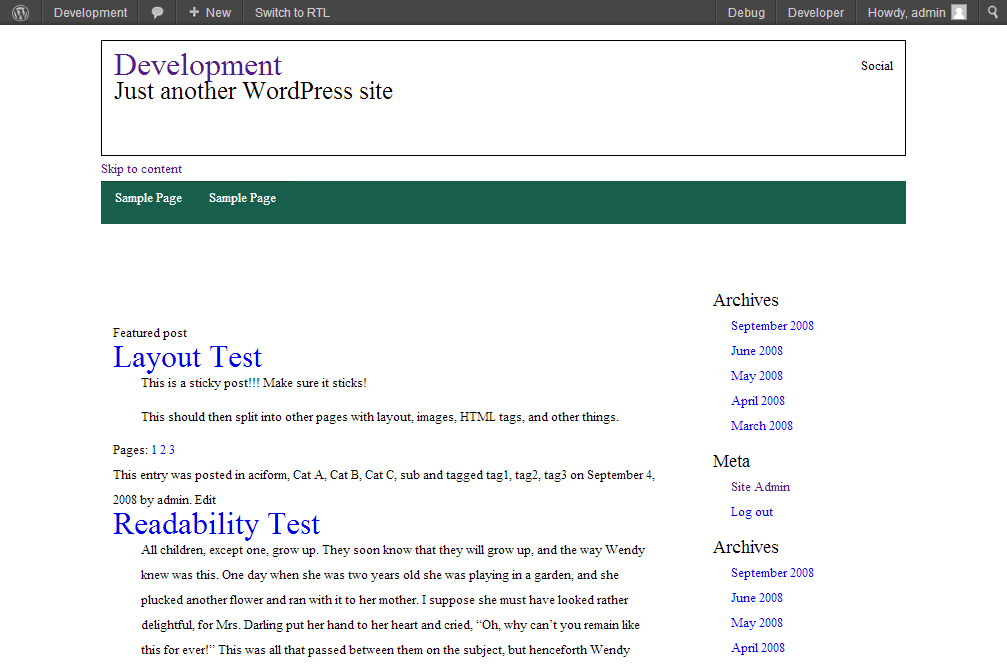 Development
New
Switch to RTL
Debug
Developer
Howdy, admin
Development
Just another WordPress site
Social
Skip to content
Sample Page
Sample Page
Featured post
Layout Test
This is a sticky post!!! Make sure it sticks!
This should then split into other pages with layout, images, HTML tags, and other things.
Pages: 1 2 3
This entry was posted in aciform, Cat A, Cat B, Cat C, sub and tagged tag1, tag2, tag3 on September 4,
2008 by admin. Edit
Readability Test
All children, except one, grow up. They soon know that they will grow up, and the way Wendy
knew was this. One day when she was two years old she was playing in a garden, and she
plucked another flower and ran with it to her mother. I suppose she must have looked rather
delightful, for Mrs. Darling put her hand to her heart and cried, “Oh, why can’t you remain like
this for ever!” This was all that passed between them on the subject, but henceforth Wendy
Archives
September 2008
June 2008
May 2008
April 2008
March 2008
Meta
Site Admin
Log out
Archives
September 2008
June 2008
May 2008
April 2008